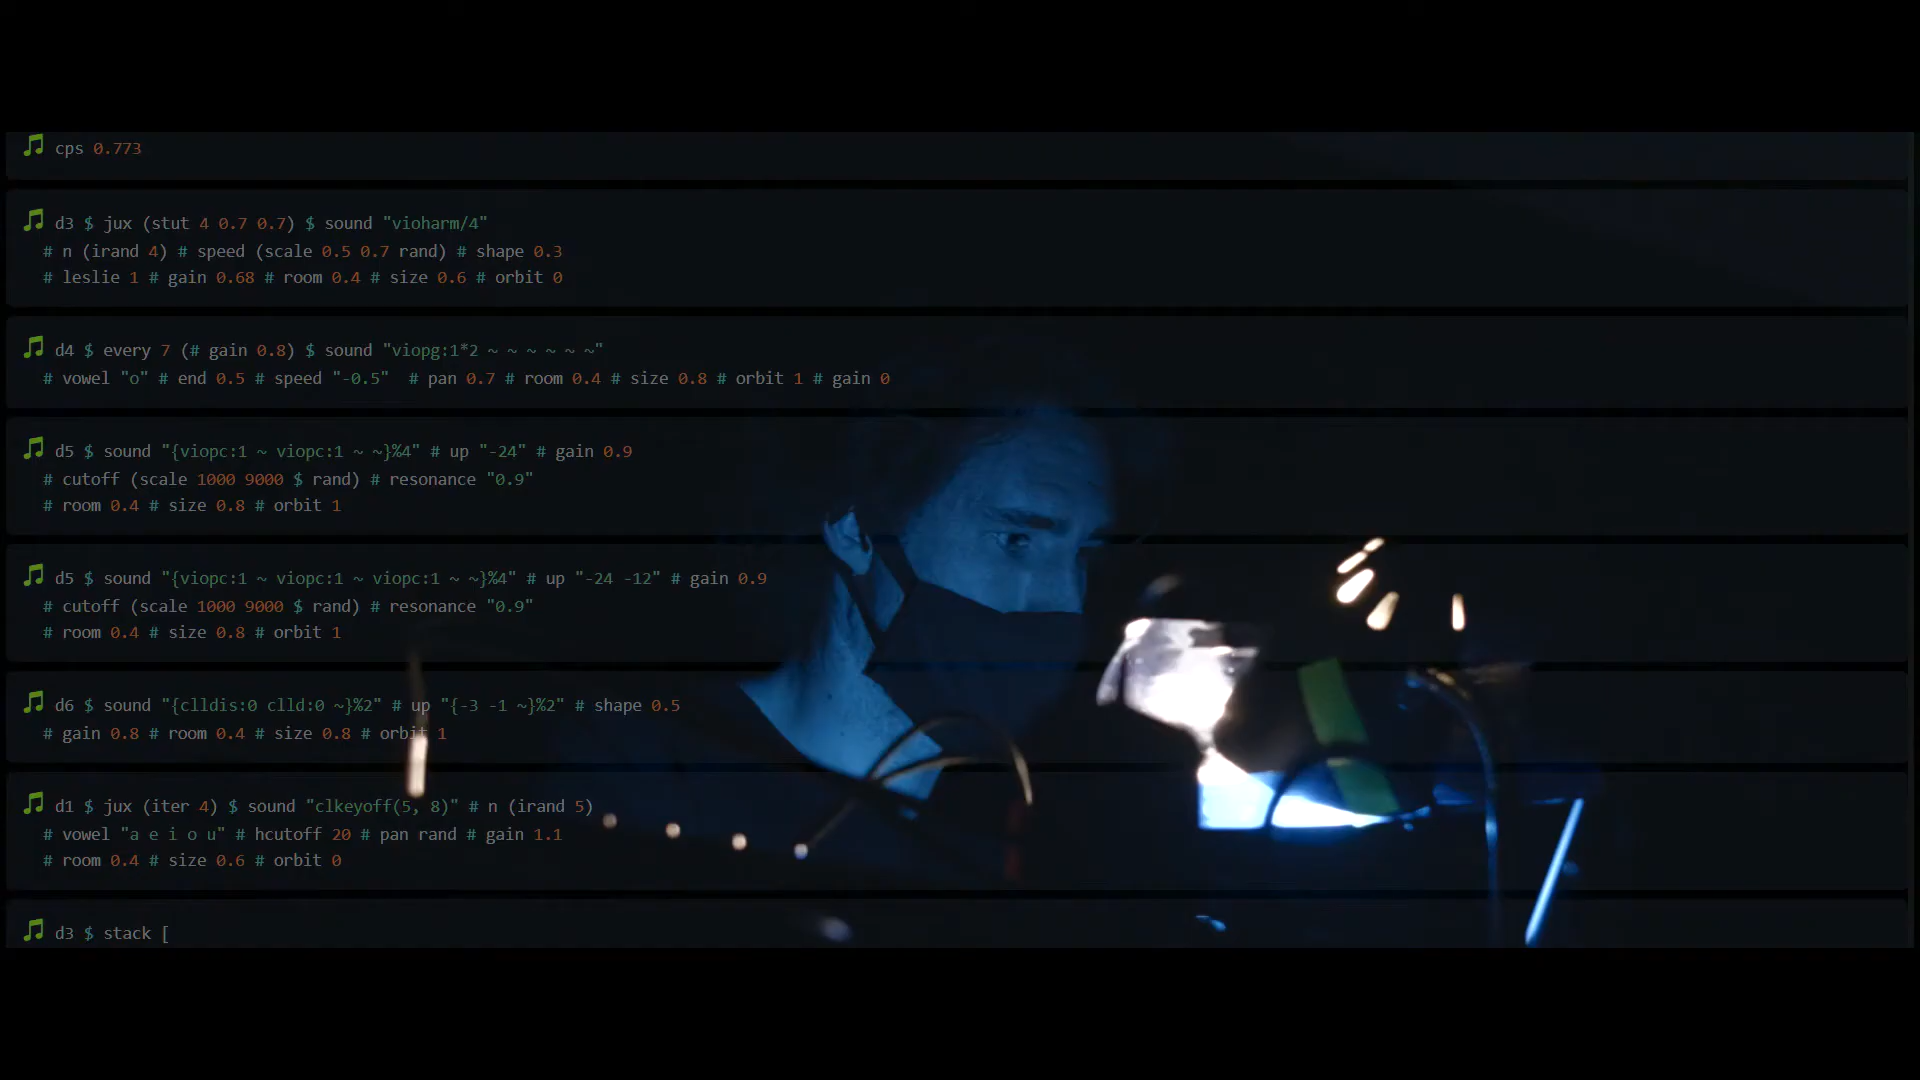 cps 0.773
d3 $ jux (stut 4 0.7 0.7) $ sound "vioharm/4"
# n (irand 4) # speed (scale 0.5 0.7 rand) # shape 0.3
# leslie 1 # gain 0.68 # room 0.4 # size 0.6 # orbit 0
d4 $ every 7 (# gain 0.8) $ sound "viopg:1*2 ~ ~ ~ ~ ~ ~"
# vowel "o" # end 0.5 # speed "-0.5"  # pan 0.7 # room 0.4 # size 0.8 # orbit 1 # gain 0
d5 $ sound "{viopc:1 ~ viopc:1 ~ ~}%4" # up "-24" # gain 0.9
# cutoff (scale 1000 9000 $ rand) # resonance "0.9"
# room 0.4 # size 0.8 # orbit 1
d5 $ sound "{viopc:1 ~ viopc:1 ~ viopc:1 ~ ~}%4" # up "-24 -12" # gain 0.9
# cutoff (scale 1000 9000 $ rand) # resonance "0.9"
# room 0.4 # size 0.8 # orbit 1
d6 $ sound "{clldis:0 clld:0 ~}%2" # up "{-3 -1 ~}%2" # shape 0.5
# gain 0.8 # room 0.4 # size 0.8 # orbit 1
d1 $ jux (iter 4) $ sound "clkeyoff(5, 8)" # n (irand 5)
# vowel "a e i o u" # hcutoff 20 # pan rand # gain 1.1
# room 0.4 # size 0.6 # orbit 0
d3 $ stack [